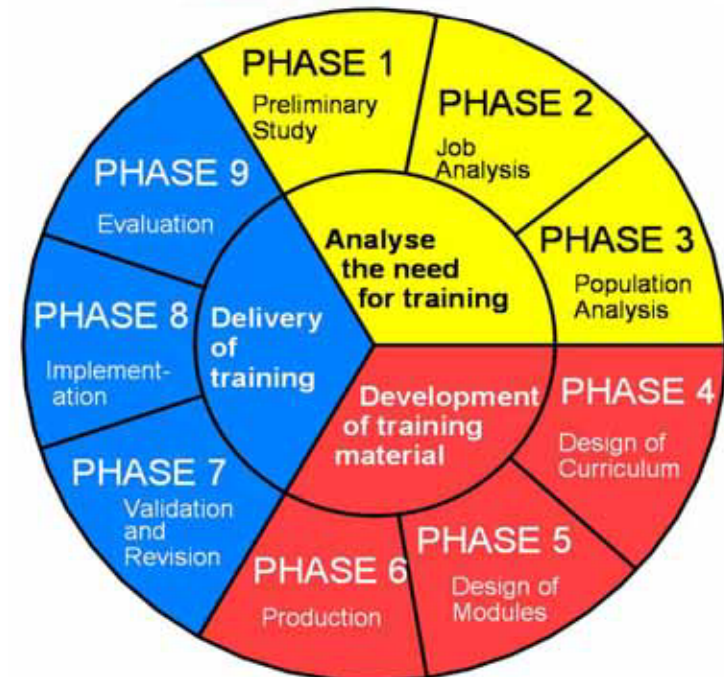 PHASE 1
Preliminary
Study
PHASE 2
Job
Analysis
PHASE 3
Population
Analysis
Analyse
the need
for training
PHASE 4
Design of
Curriculum
PHASE 5
Design of
Modules
PHASE 6
Production
Development
of training
material
PHASE 7
Validation
and
Revision
PHASE 8
Implement-
ation
PHASE 9
Evaluation
Delivery
of
training